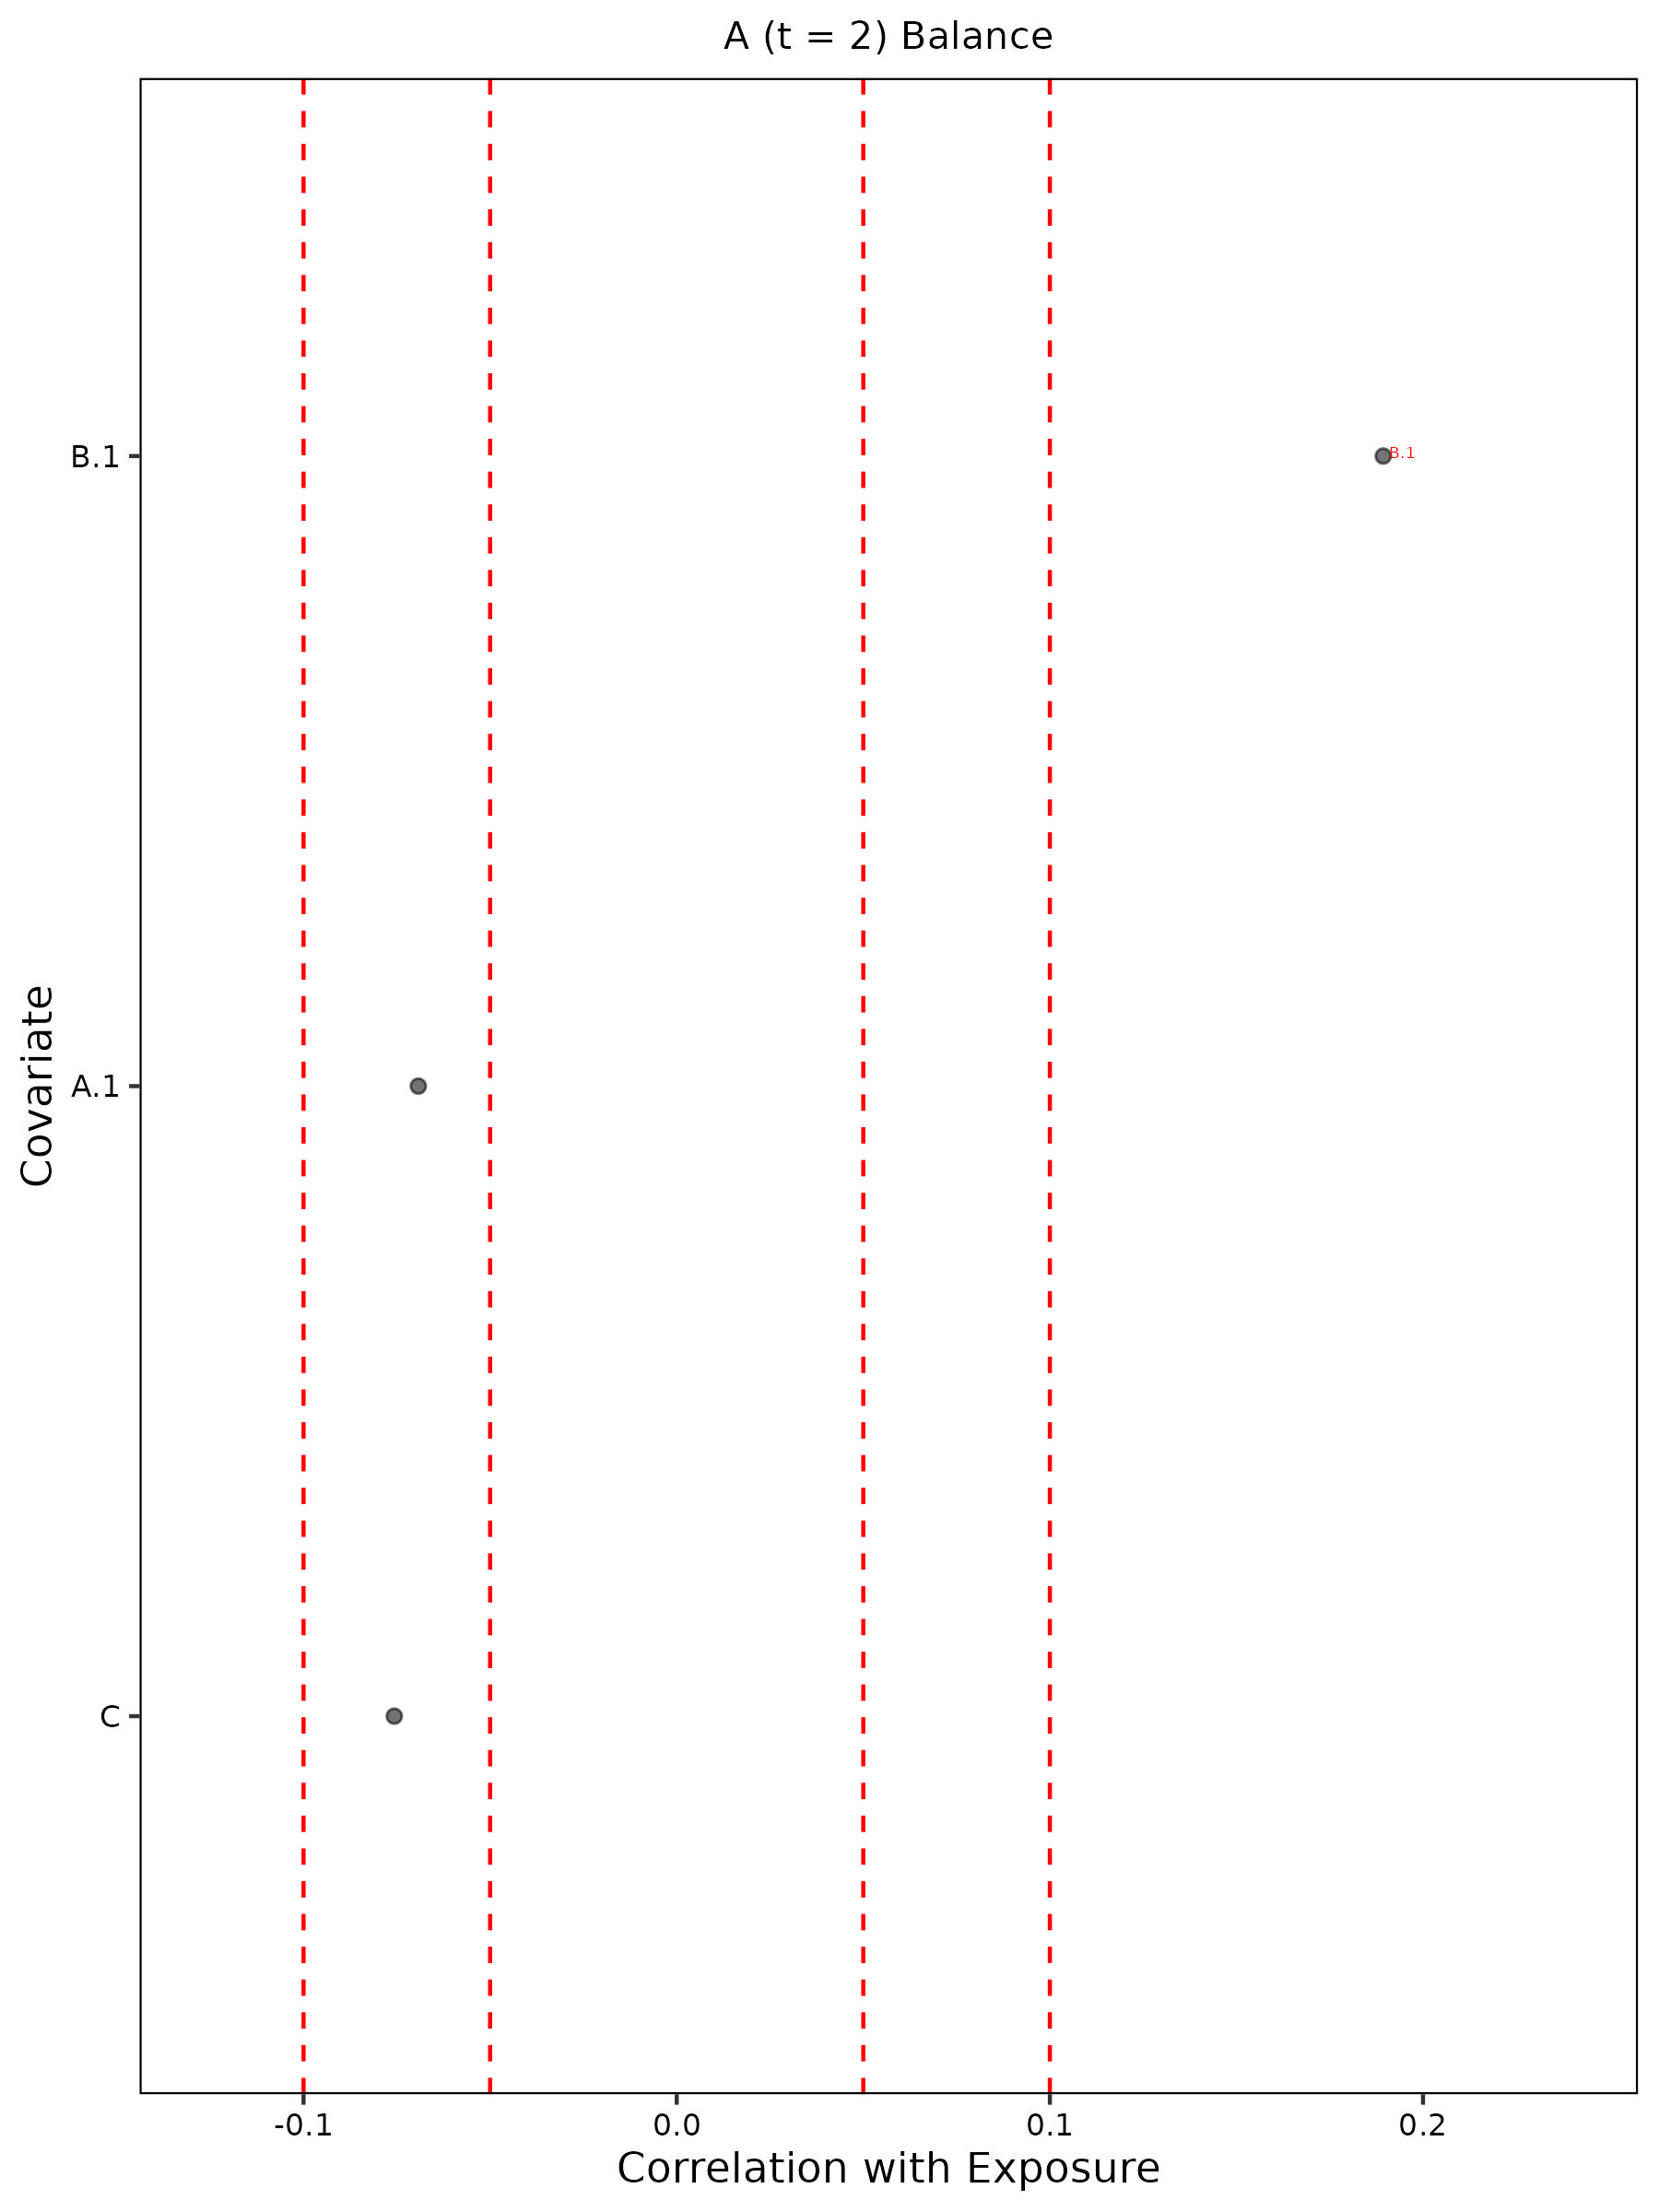 A (t = 2) Balance
B.1
B.1
Covariate
A.1
C
-0.1
0.0
0.1
0.2
Correlation with Exposure